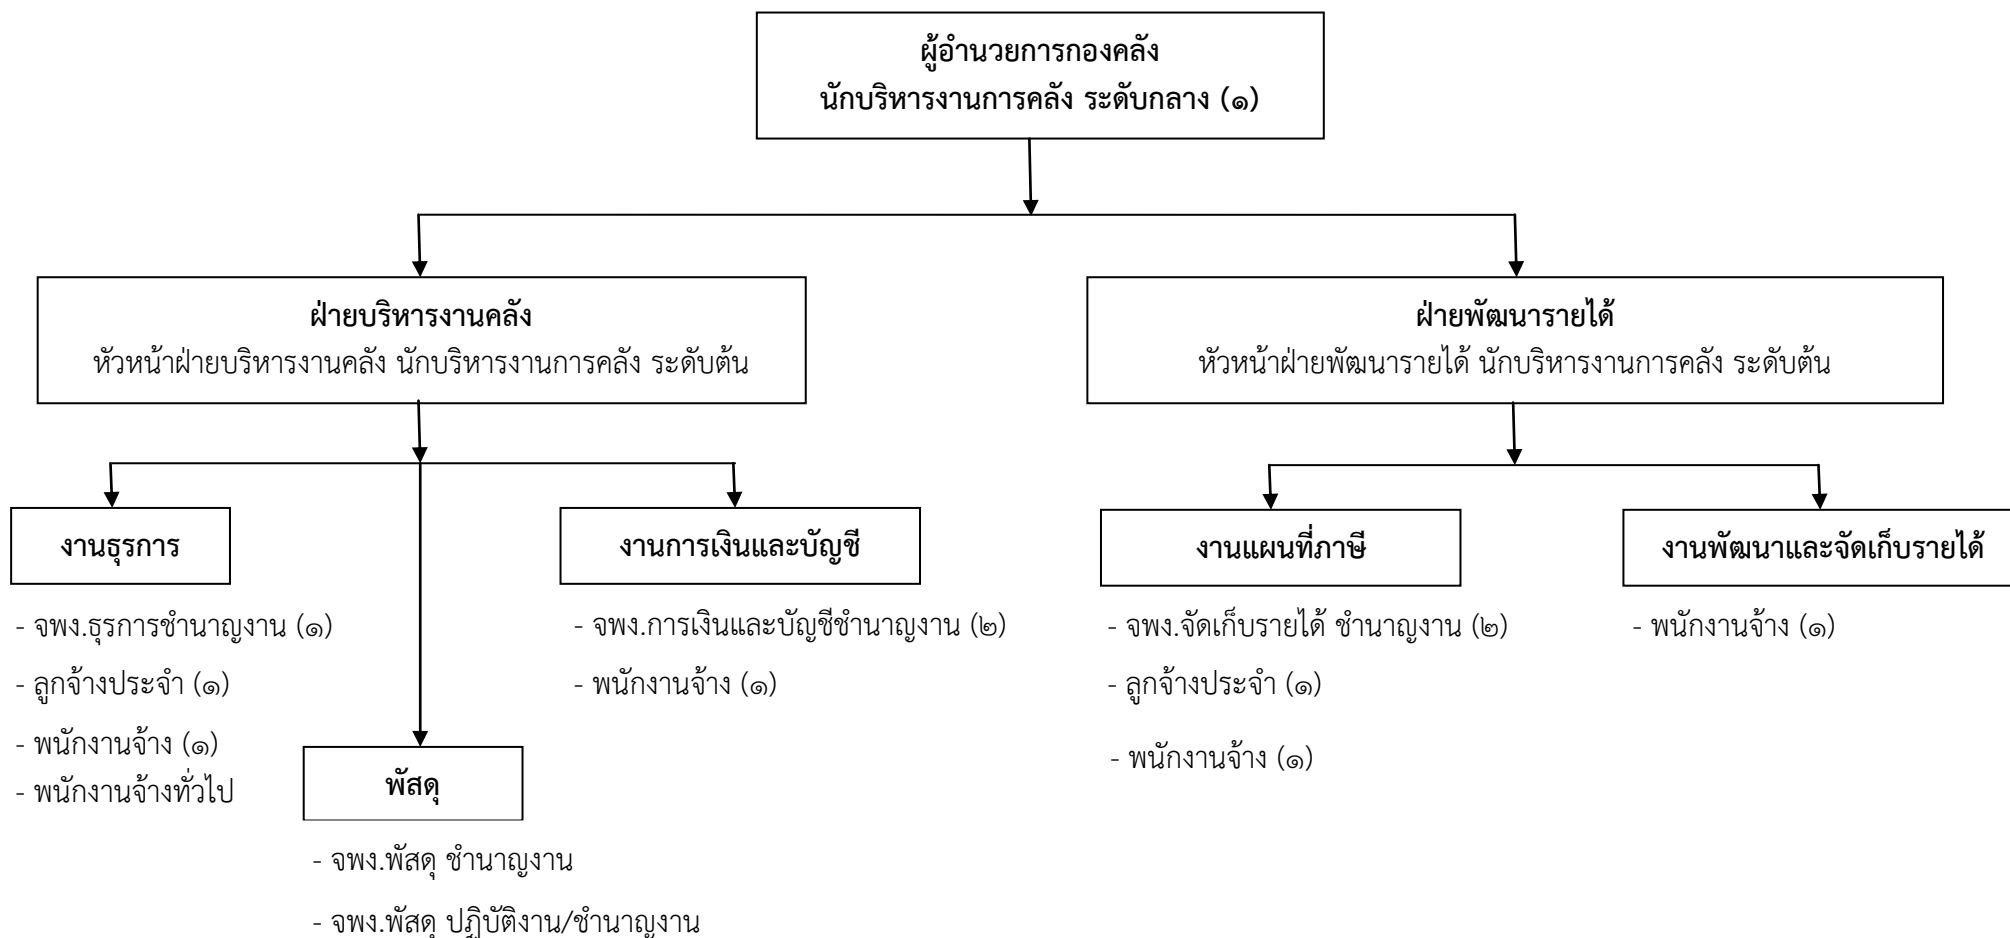 ผู้อำนวยการกองคลัง
นักบริหารงานการคลัง ระดับกลาง (๑)
ฝ่ายบริหารงานคลัง
หัวหน้าฝ่ายบริหารงานคลัง นักบริหารงานการคลัง ระดับต้น
ฝ่ายพัฒนารายได้
หัวหน้าฝ่ายพัฒนารายได้ นักบริหารงานการคลัง ระดับต้น
งานธุรการ
- จพง.ธุรการชำนาญงาน (๑)
- ลูกจ้างประจำ (๑)
- พนักงานจ้าง (๑)
- พนักงานจ้างทั่วไป
พัสดุ
- จพง.พัสดุ ชำนาญงาน
- จพง.พัสดุ ปฏิบัติงาน/ชำนาญงาน
งานการเงินและบัญชี
- จพง.การเงินและบัญชีชำนาญงาน (๒)
- พนักงานจ้าง (๑)
งานแผนที่ภาษี
- จพง.จัดเก็บรายได้ ชำนาญงาน (๒)
- ลูกจ้างประจำ (๑)
- พนักงานจ้าง (๑)
งานพัฒนาและจัดเก็บรายได้
- พนักงานจ้าง (๑)